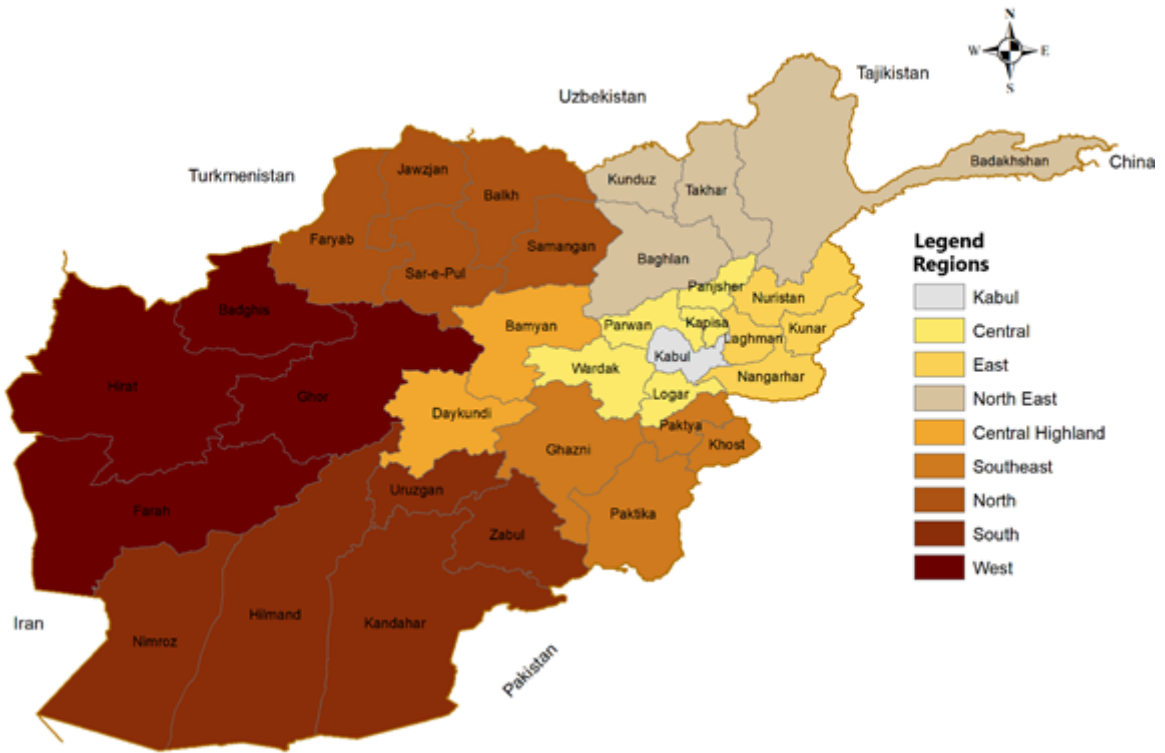 N
W E
S
Tajikistan
Uzbekistan
China
Turkmenistan
Badakhshan
Jawzjan
Balkh
Kunduz
Takhar
Faryab
Samangan
Baghlan
Sar-e-Pul
Legend
Regions
Kabul
Central
East
North East
Central Highland
Southeast
North
South
West
Panjsher
Nuristan
Badghis
Bamyan
Parwan
Kapisa
Kunar
Laghman
Kabul
Wardak
Nangarhar
Hirat
Ghor
Logar
Daykundi
Paktya
Khost
Ghazni
Uruzgan
Farah
Paktika
Zabul
Iran
Nimroz
Hilmand
Kandahar
Pakistan